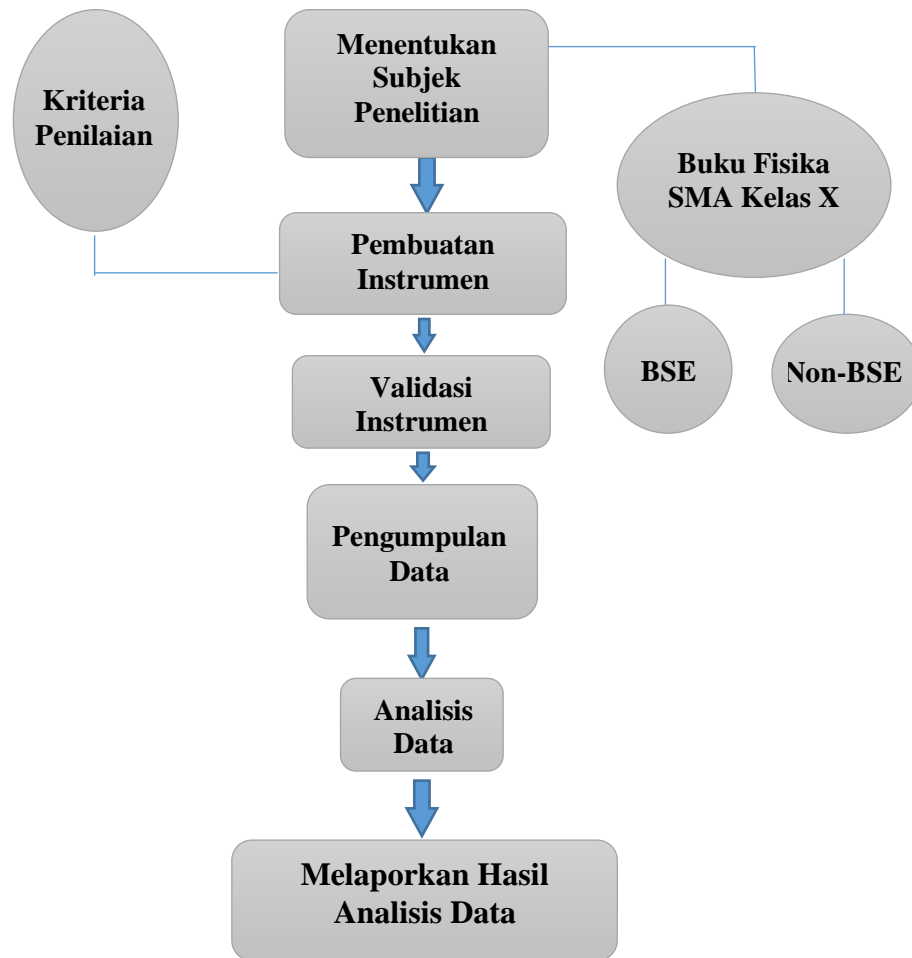 Menentukan
Subjek
Penelitian
Kriteria
Penilaian
Buku Fisika
SMA Kelas X
Pembuatan
Instrumen
BSE
Non-BSE
Validasi
Instrumen
Pengumpulan
Data
Analisis
Data
Melaporkan Hasil
Analisis Data